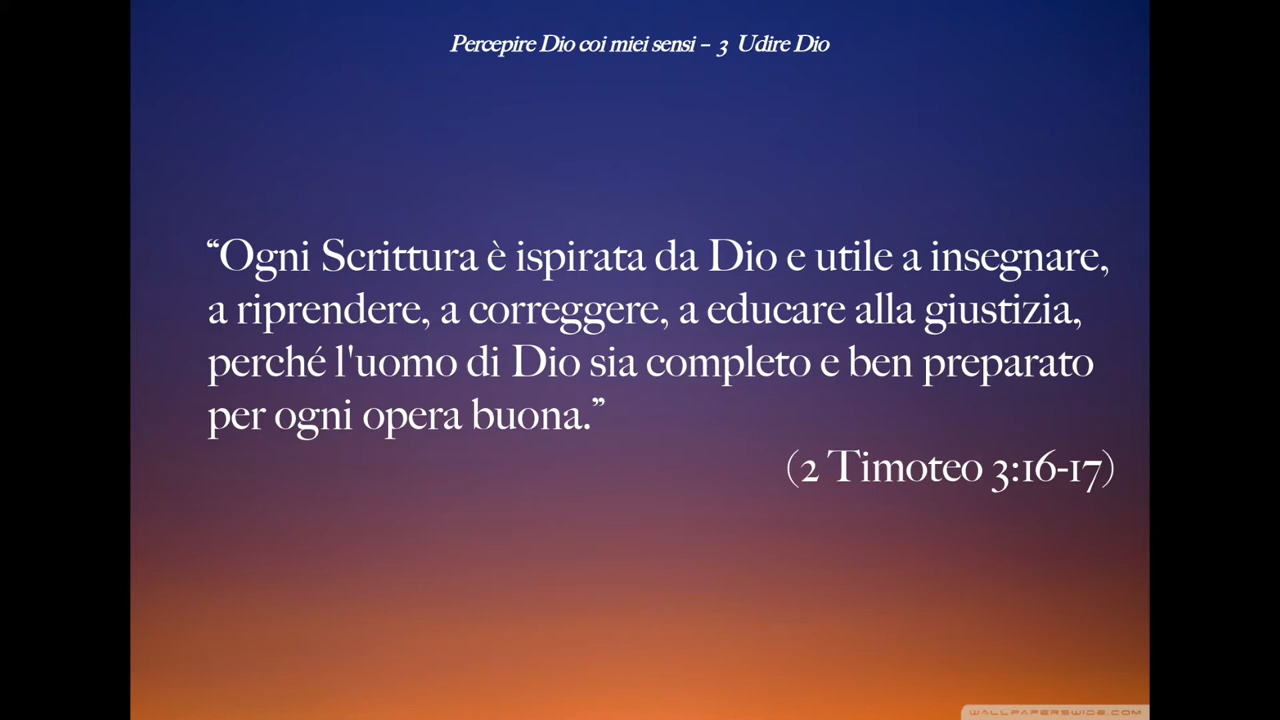 Percepire Dio coi miei sensi – 3 Udire Dio
“Ogni Scrittura è ispirata da Dio e utile a insegnare,
a riprendere, a correggere, a educare alla giustizia,
perché l'uomo di Dio sia completo e ben preparato
per ogni opera buona.”
(2 Timoteo 3:16-17)
WALLPAPERSWIDE.COM